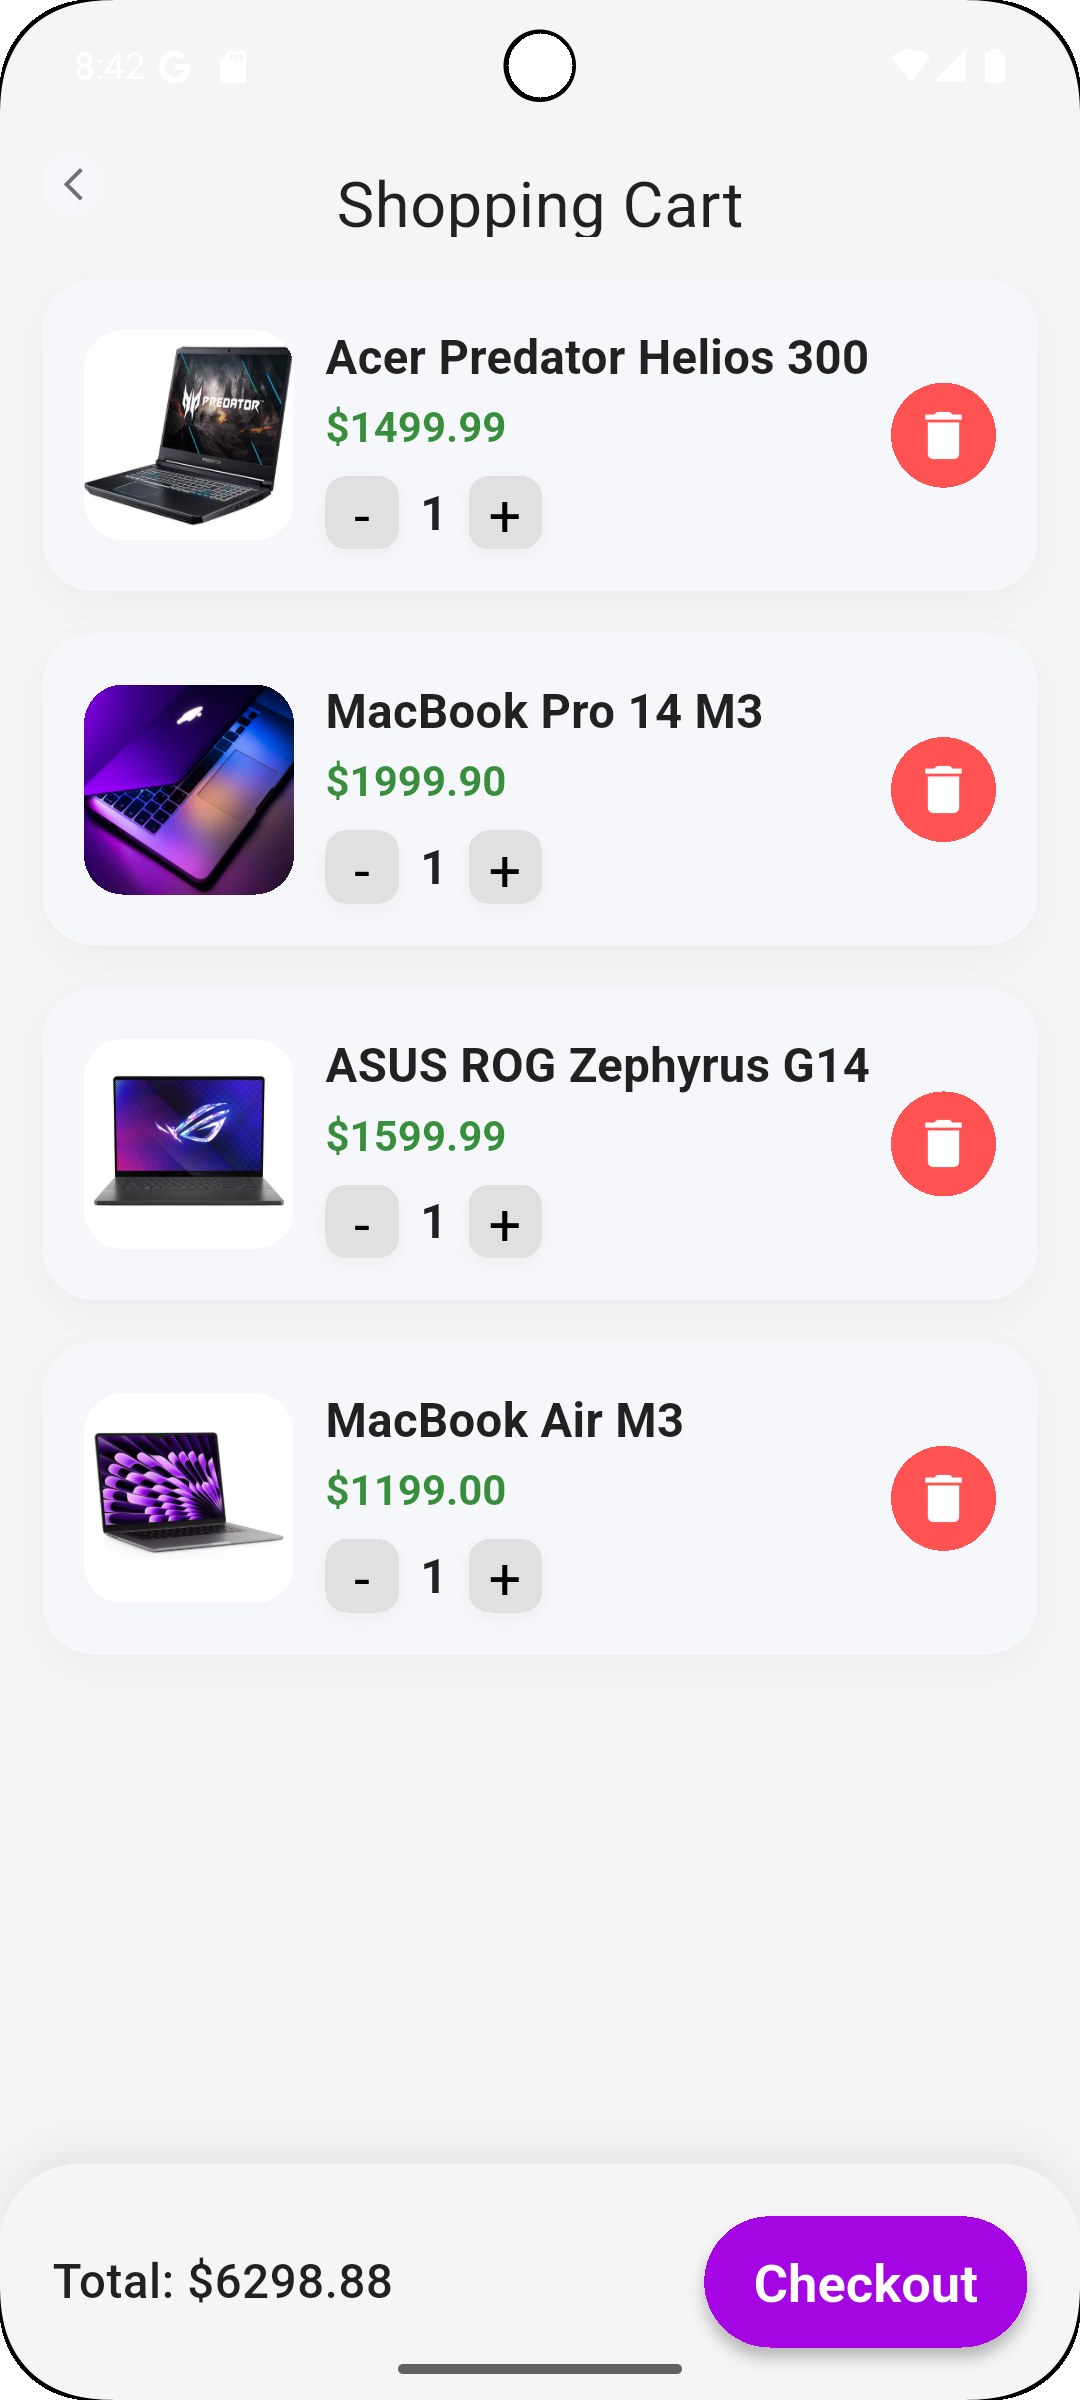 8:42
Shopping Cart
PREDATOR
Acer Predator Helios 300
$1499.99
- 1 +
MacBook Pro 14 M3
$1999.90
- 1 +
ASUS ROG Zephyrus G14
$1599.99
- 1 +
MacBook Air M3
$1199.00
- 1 +
Total: $6298.88
Checkout